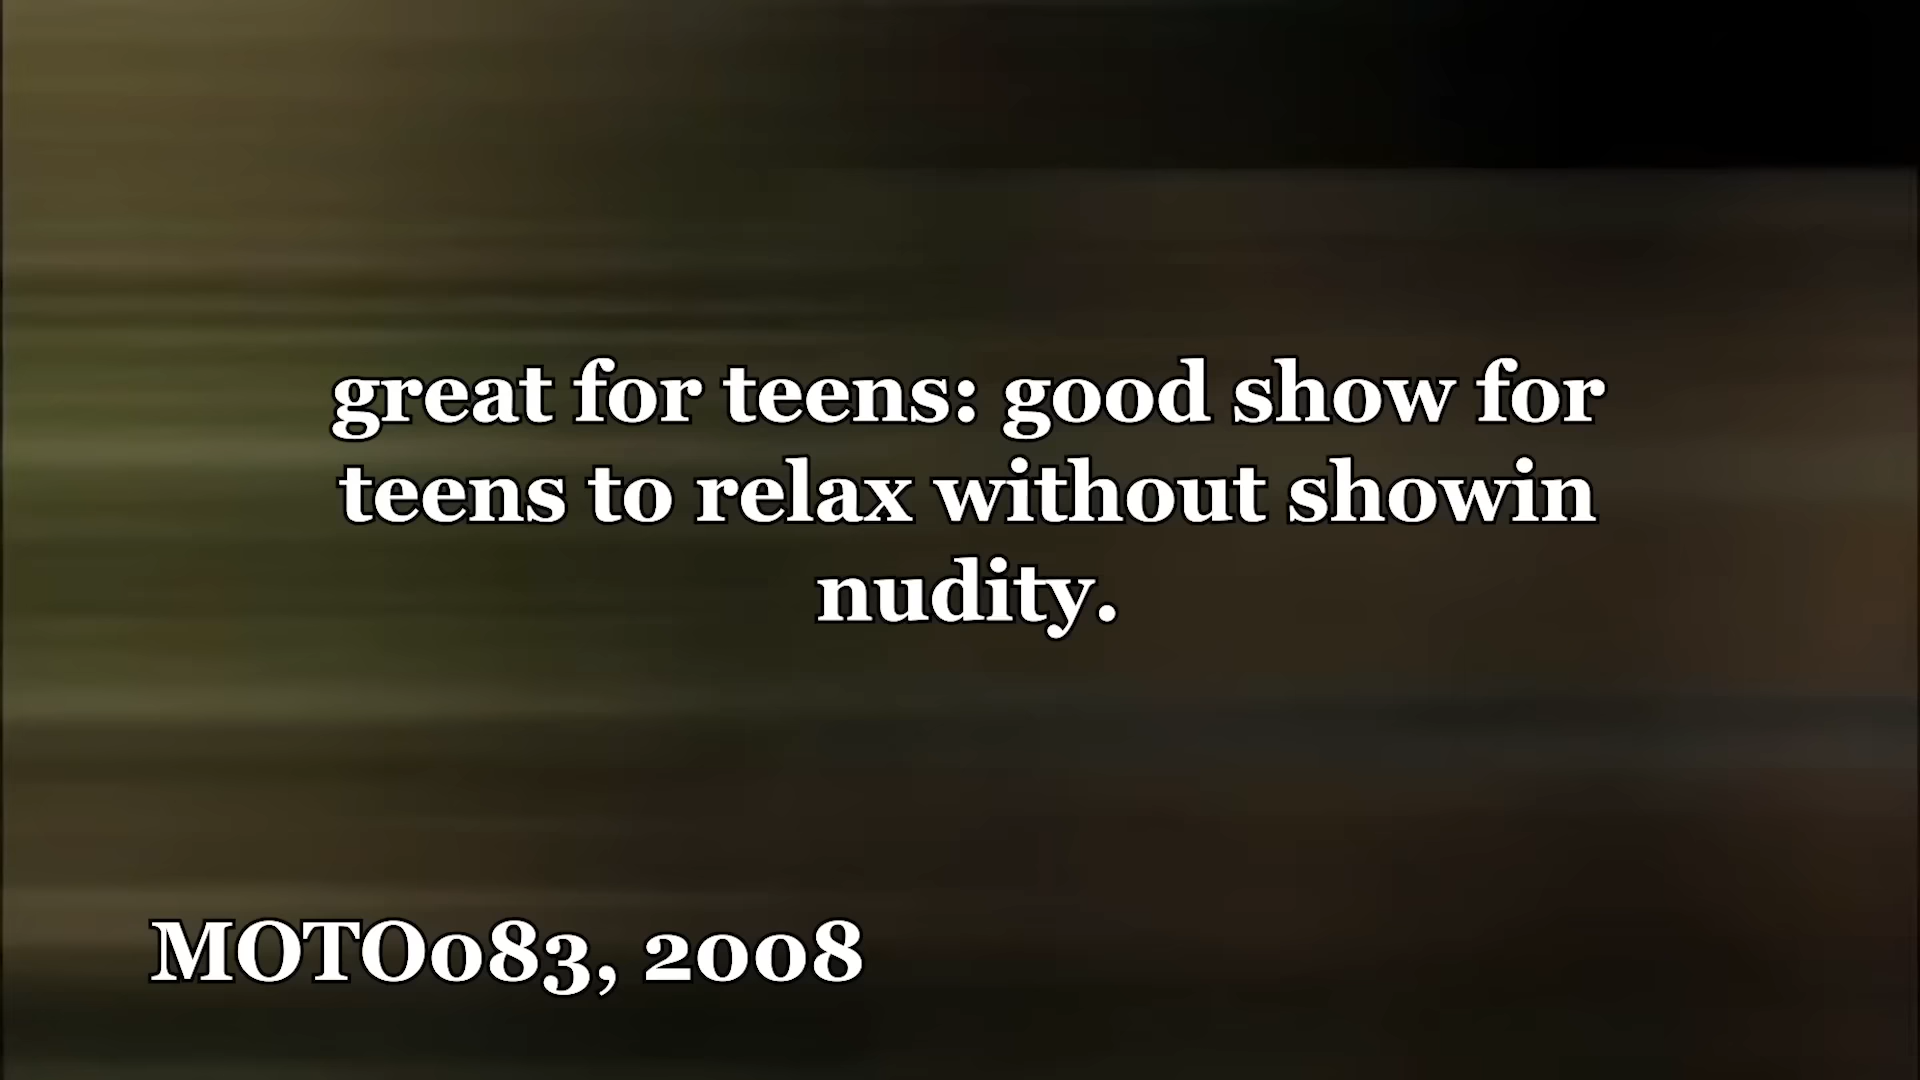 great for teens: good show for
teens to relax without showin
nudity.
MOTO083, 2008